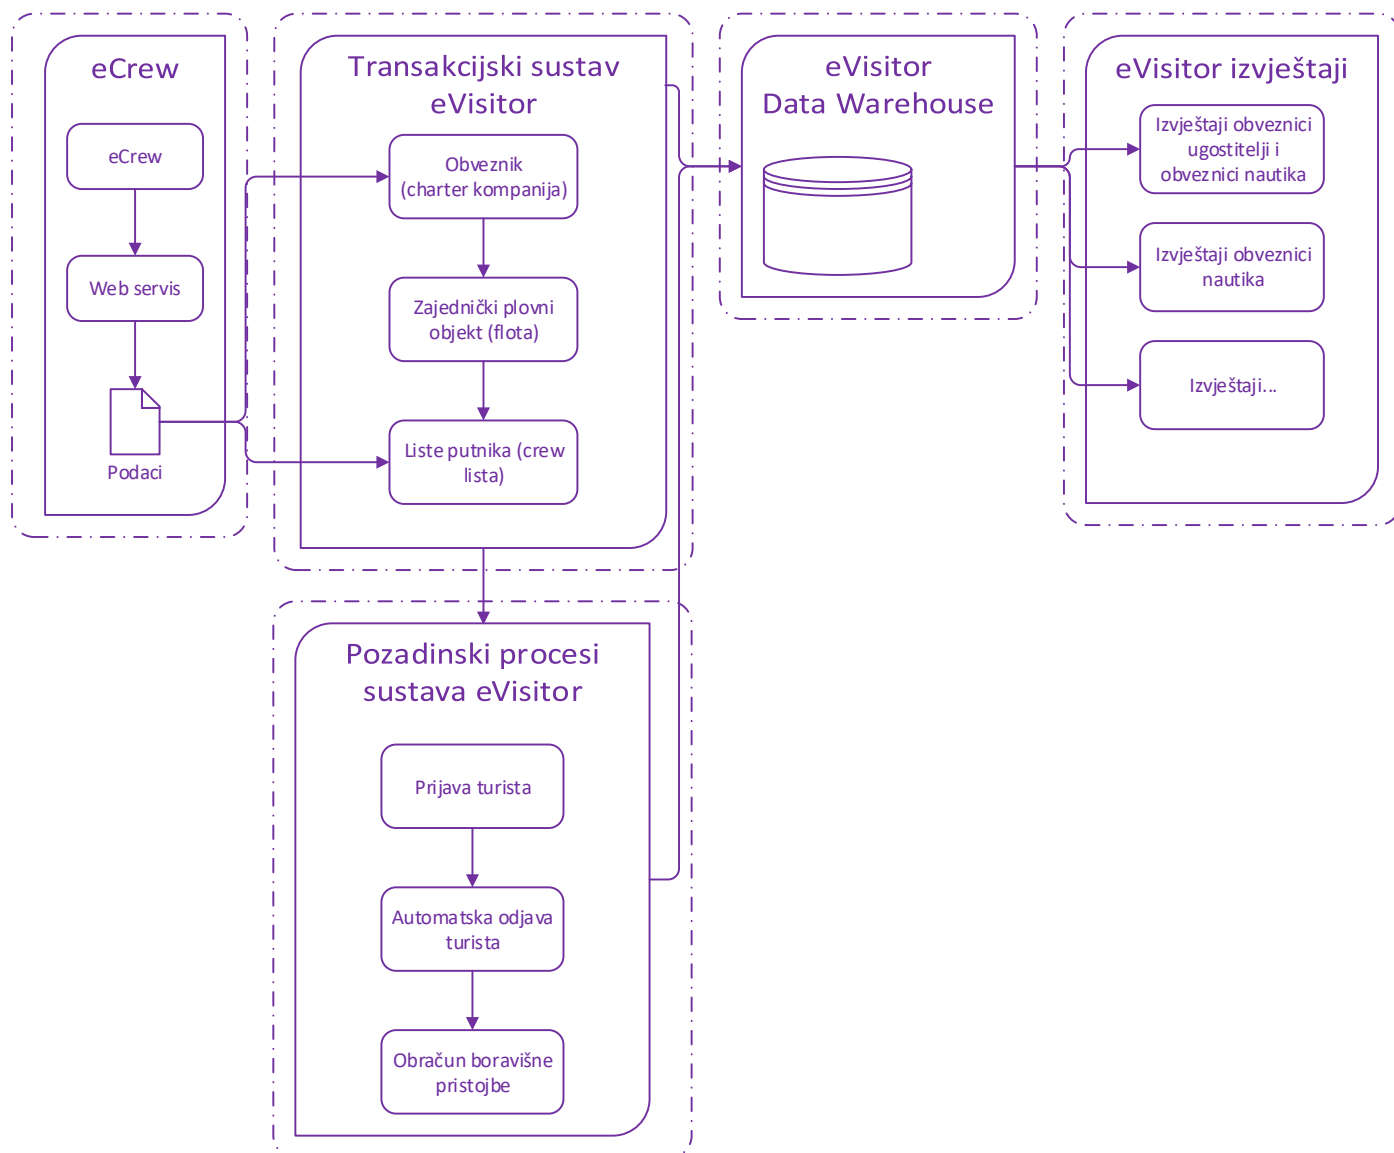 eCrew
eCrew
Web servis
Podaci
Transakcijski sustav
eVisitor
Obveznik
(charter kompanija)
Zajednički plovni
objekt (flota)
Liste putnika (crew
lista)
eVisitor
Data Warehouse
eVisitor izvještaji
Izvještaji obveznici
ugostitelji i
obveznici nautika
Izvještaji obveznici
nautika
Izvještaji...
Pozadinski procesi
sustava eVisitor
Prijava turista
Automatska odjava
turista
Obračun boravišne
pristojbe